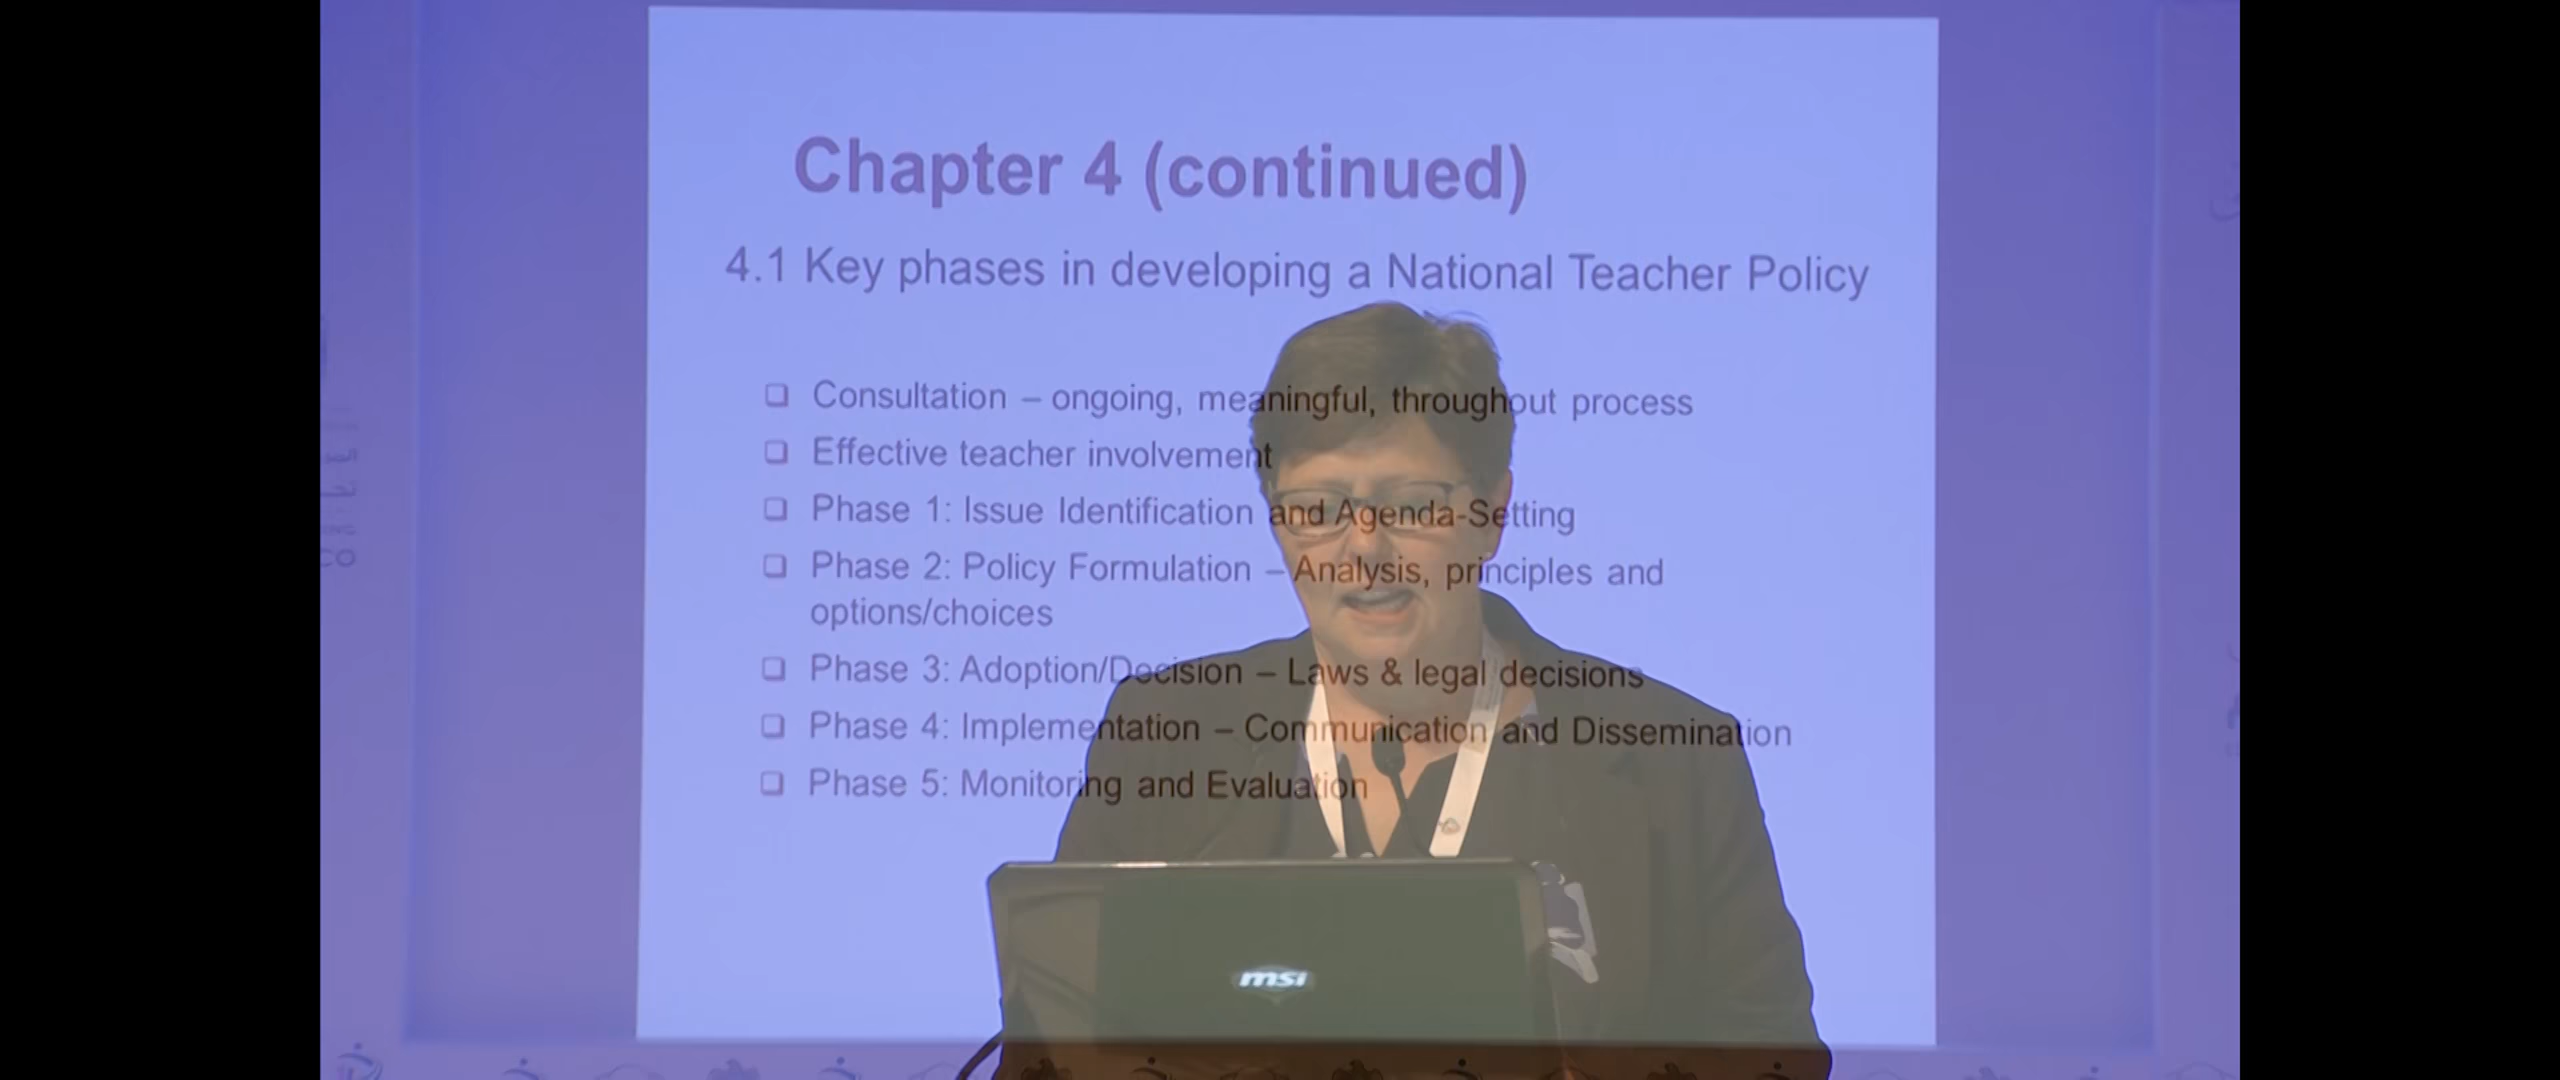 Chapter 4 (continued)
4.1 Key phases in developing a National Teacher Policy
❑ Consultation – ongoing, meaningful, throughout process
❑ Effective teacher involvement
❑ Phase 1: Issue Identification and Agenda-Setting
❑ Phase 2: Policy Formulation – Analysis, principles and
options/choices
❑ Phase 3: Adoption/Decision – Laws & legal decisions
❑ Phase 4: Implementation – Communication and Dissemination
❑ Phase 5: Monitoring and Evaluation
msi